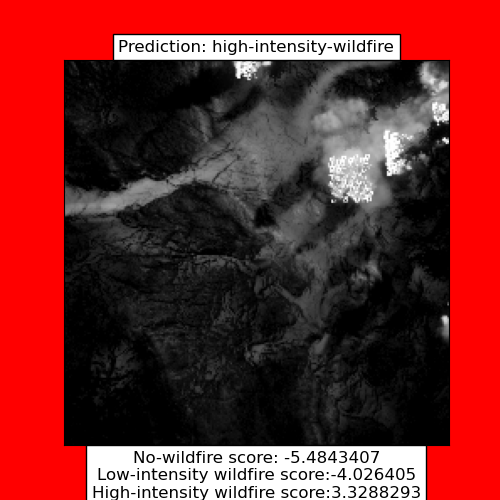 Prediction: high-intensity-wildfire
No-wildfire score: -5.4843407
Low-intensity wildfire score:-4.026405
High-intensity wildfire score:3.3288293